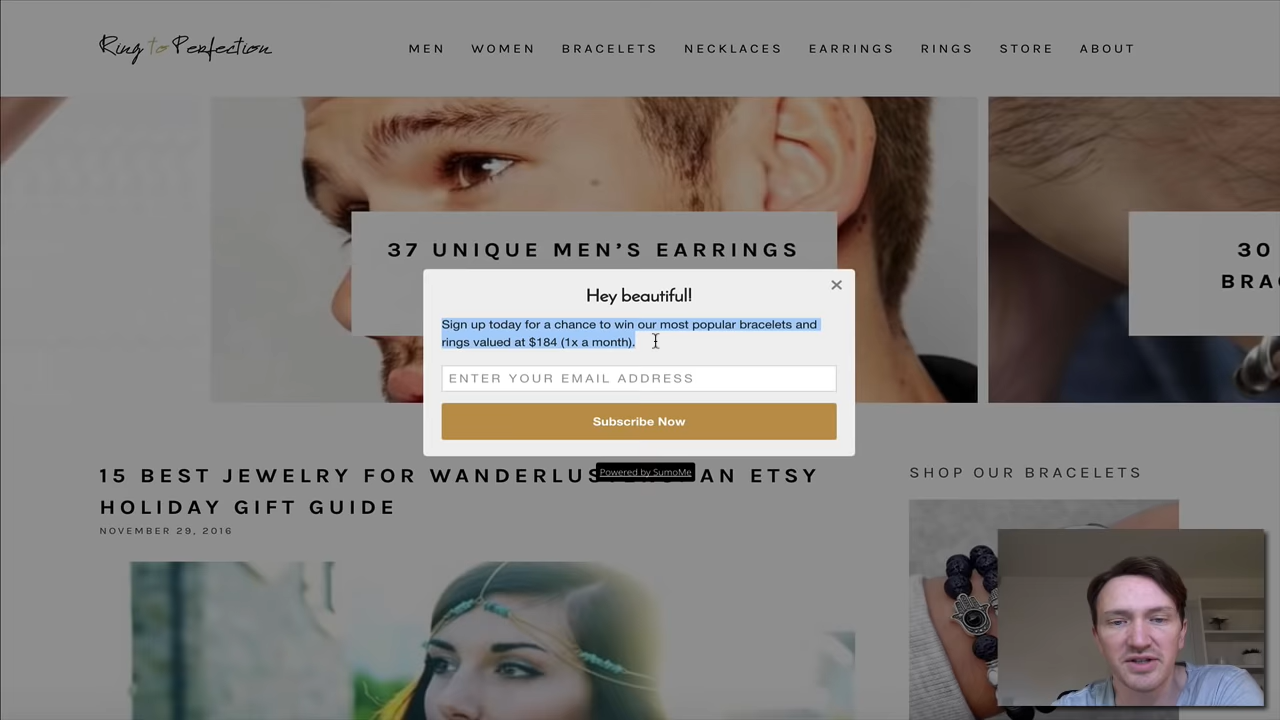 Ring to Perfection
MEN WOMEN BRACELETS NECKLACES EARRINGS RINGS STORE ABOUT
37 UNIQUE MEN’S EARRINGS
30
BRA
Hey beautiful!
Sign up today for a chance to win our most popular bracelets and
rings valued at $184 (1x a month).
ENTER YOUR EMAIL ADDRESS
Subscribe Now
Powered by SumoMe
15 BEST JEWELRY FOR AN ETSY
HOLIDAY GIFT GUIDE
NOVEMBER 29, 2016
SHOP OUR BRACELETS